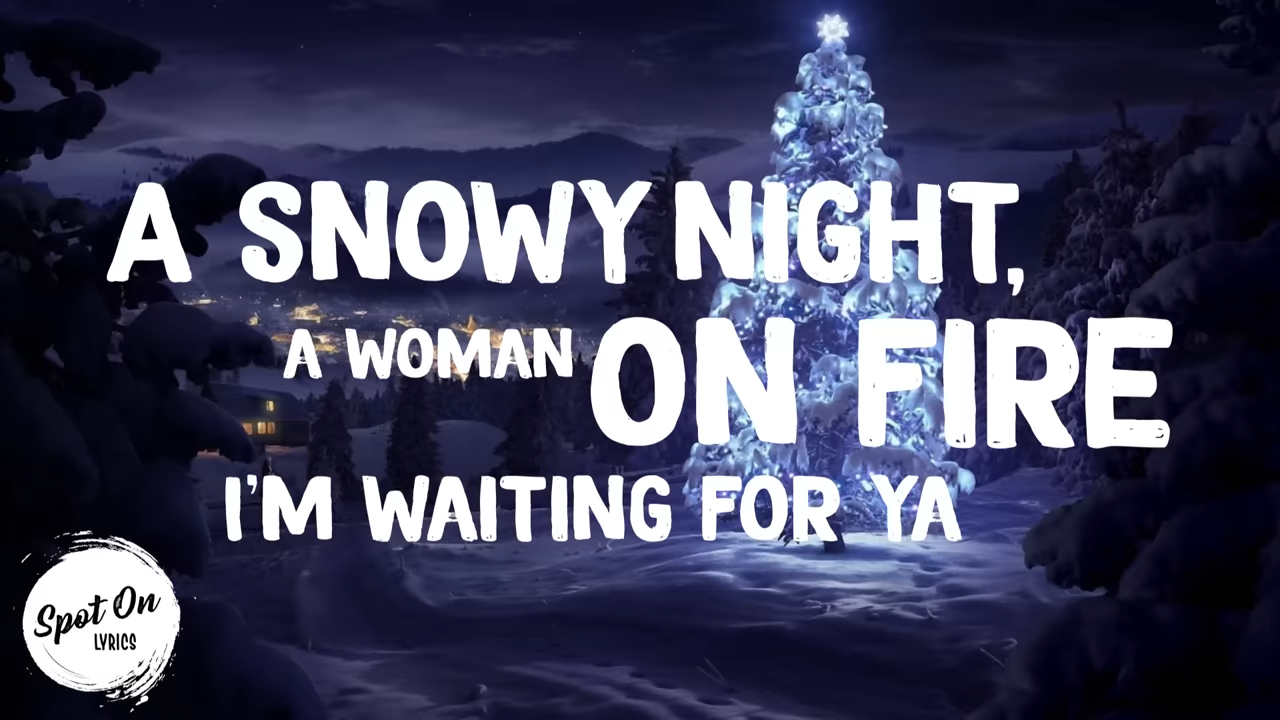 A SNOWY NIGHT,
A WOMAN ON FIRE
I'M WAITING FOR YA
Spot On
LYRICS